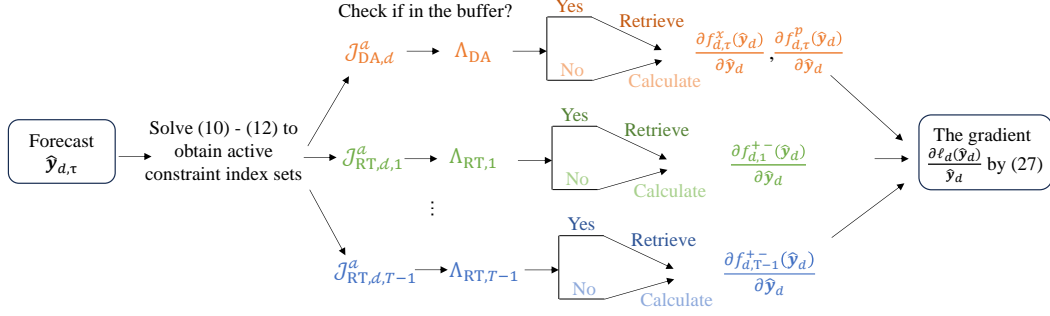 Check if in the buffer?
Forecast
ŷ_{d,τ}
Solve (10) - (12) to
obtain active
constraint index sets
𝒥^a_{DA,d}
Λ_{DA}
Yes
Retrieve
No
Calculate
∂f^x_{d,τ}(ŷ_d)/∂ŷ_d , ∂f^p_{d,τ}(ŷ_d)/∂ŷ_d
𝒥^a_{RT,d,1}
Λ_{RT,1}
Yes
Retrieve
No
Calculate
∂f^{+-}_{d,1}(ŷ_d)/∂ŷ_d
⋮
𝒥^a_{RT,d,T−1}
Λ_{RT,T−1}
Yes
Retrieve
No
Calculate
∂f^{+-}_{d,T−1}(ŷ_d)/∂ŷ_d
The gradient
∂ℓ_d(ŷ_d)/ŷ_d by (27)